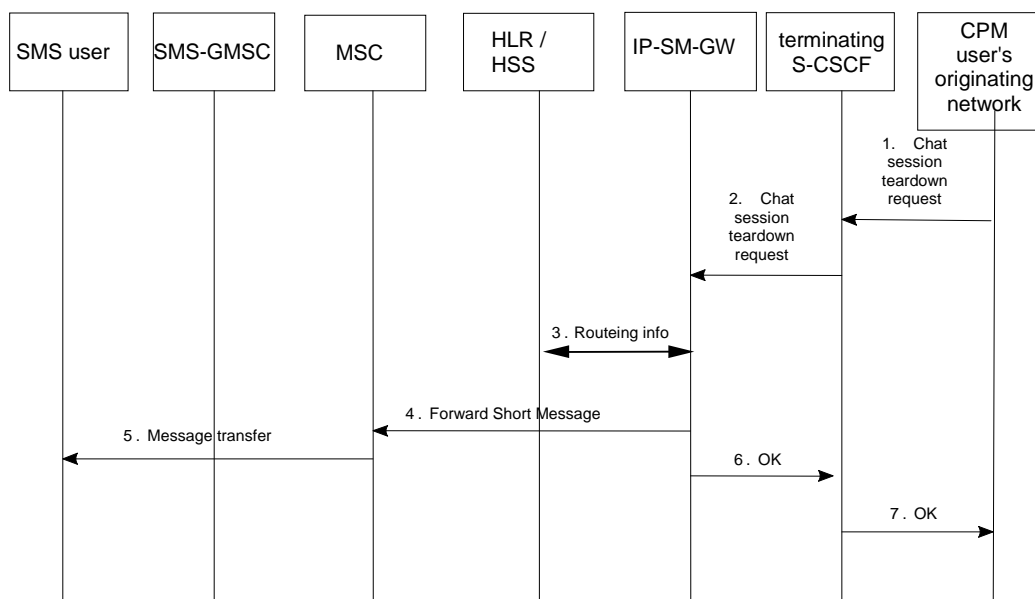 SMS user
SMS-GMSC
MSC
HLR /
HSS
IP-SM-GW
terminating
S-CSCF
CPM
user's
originating
network
1. Chat
session
teardown
request
2. Chat
session
teardown
request
3 . Routeing info
4 . Forward Short Message
5 . Message transfer
6 . OK
7 . OK